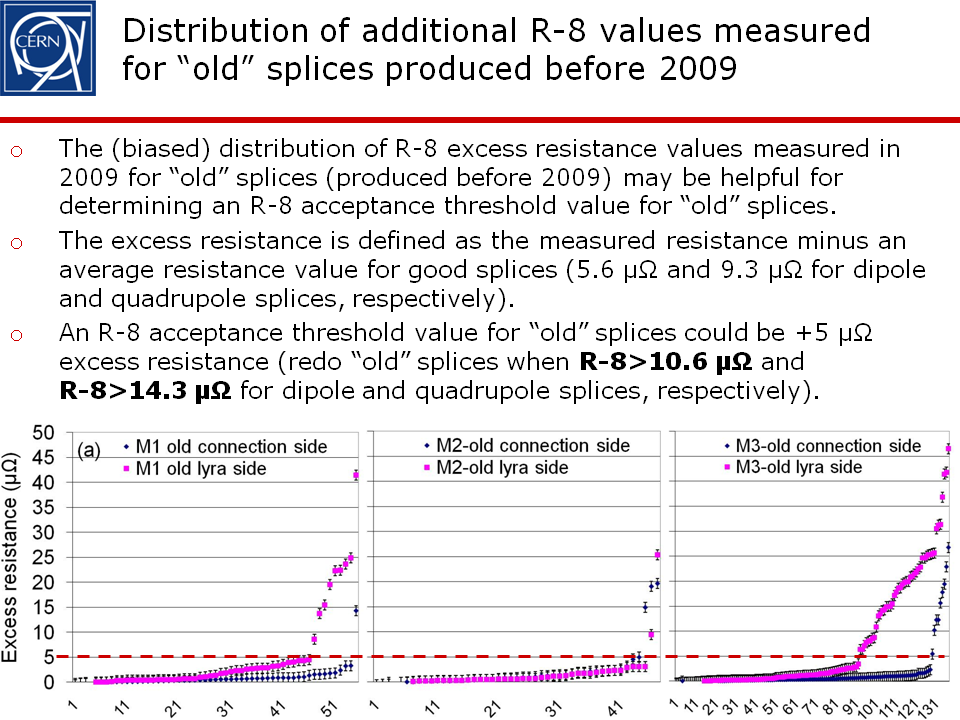 CERN
Distribution of additional R-8 values measured
for “old” splices produced before 2009
o The (biased) distribution of R-8 excess resistance values measured in
2009 for “old” splices (produced before 2009) may be helpful for
determining an R-8 acceptance threshold value for “old” splices.
o The excess resistance is defined as the measured resistance minus an
average resistance value for good splices (5.6 µΩ and 9.3 µΩ for dipole
and quadrupole splices, respectively).
o An R-8 acceptance threshold value for “old” splices could be +5 µΩ
excess resistance (redo “old” splices when R-8>10.6 µΩ and
R-8>14.3 µΩ for dipole and quadrupole splices, respectively).
Excess resistance (µΩ)
50
45
40
35
30
25
20
15
10
5
0
(a)
M1 old connection side
M1 old lyra side
1
11
21
31
41
51
M2-old connection side
M2-old lyra side
1
11
21
31
41
M3-old connection side
M3-old lyra side
1
11
21
31
41
51
61
71
81
91
101
111
121
131